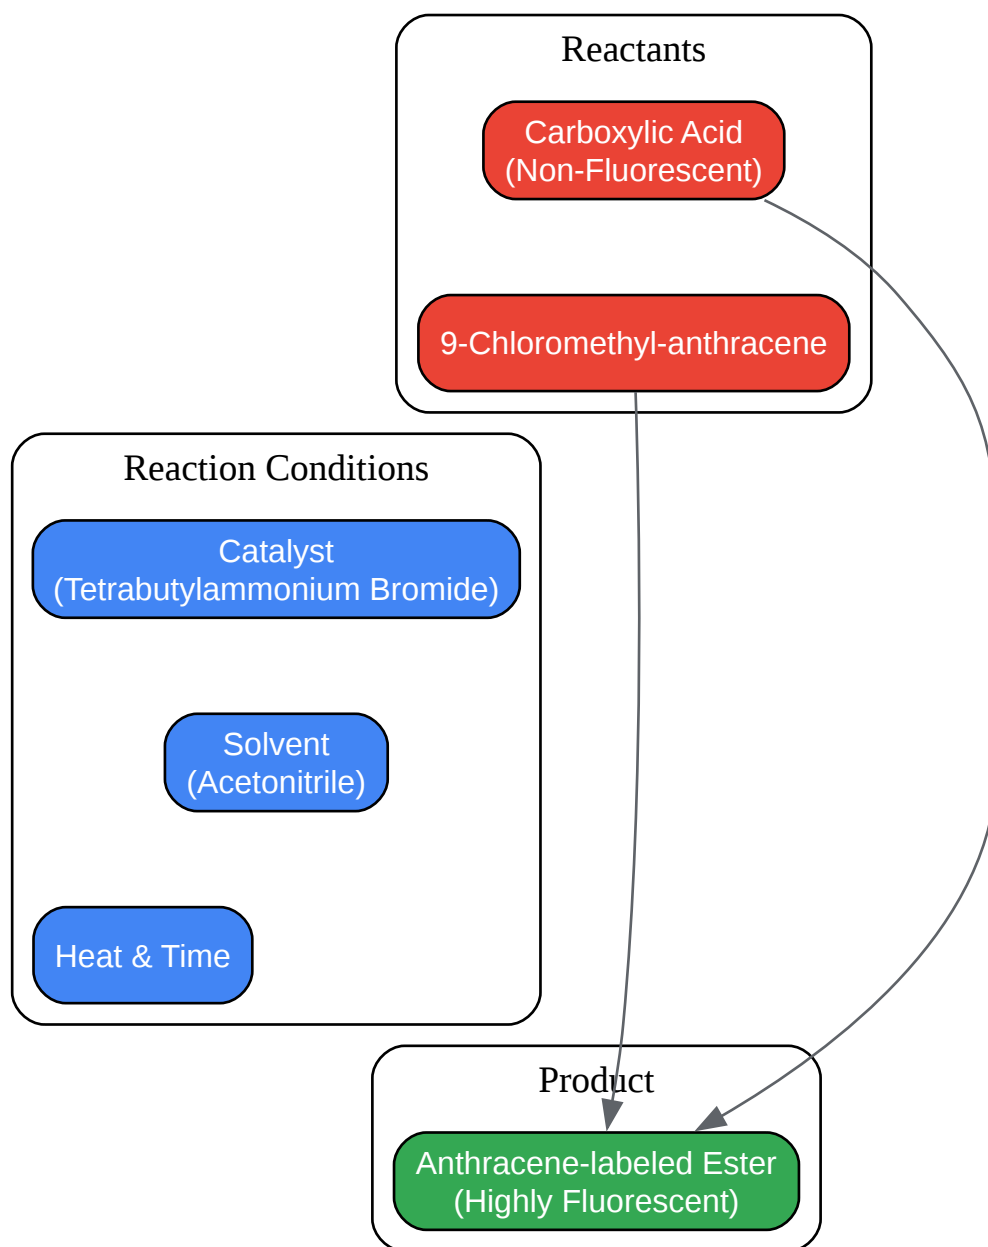 Reactants
Carboxylic Acid
(Non-Fluorescent)
9-Chloromethyl-anthracene
Reaction Conditions
Catalyst
(Tetrabutylammonium Bromide)
Solvent
(Acetonitrile)
Heat & Time
Product
Anthracene-labeled Ester
(Highly Fluorescent)